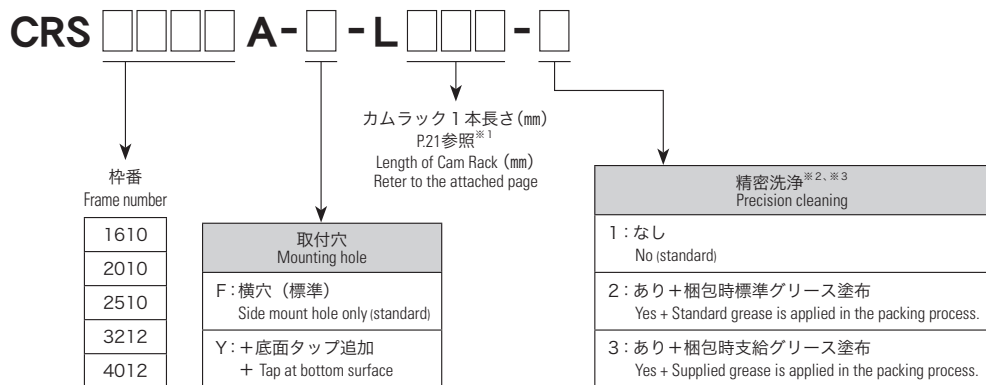 CRS □□□□ A-□-L□□□-□
枠番
Frame number
1610
2010
2510
3212
4012
取付穴
Mounting hole
F：横穴（標準）
Side mount hole only (standard)
Y：＋底面タップ追加
＋ Tap at bottom surface
カムラック1本長さ(㎜)
P.21参照※1
Length of Cam Rack (㎜)
Reter to the attached page
精密洗浄※2、※3
Precision cleaning
1：なし
No (standard)
2：あり＋梱包時標準グリース塗布
Yes + Standard grease is applied in the packing process.
3：あり＋梱包時支給グリース塗布
Yes + Supplied grease is applied in the packing process.